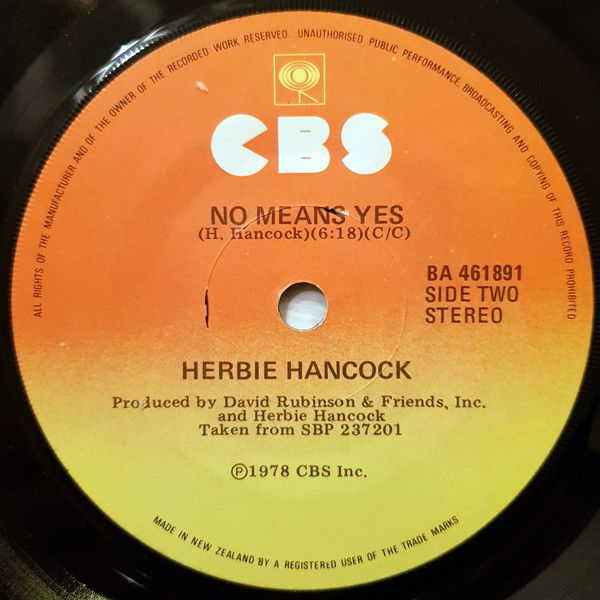 ALL RIGHTS OF THE MANUFACTURER AND OF THE OWNER OF THE RECORDED WORK RESERVED. UNAUTHORISED PUBLIC PERFORMANCE, BROADCASTING AND COPYING OF THIS RECORD PROHIBITED
CBS
NO MEANS YES
(H. Hancock)(6:18)(C/C)
BA 461891
SIDE TWO
STEREO
HERBIE HANCOCK
Produced by David Rubinson & Friends, Inc.
and Herbie Hancock
Taken from SBP 237201
℗1978 CBS Inc.
MADE IN NEW ZEALAND BY A REGISTERED USER OF THE TRADE MARKS